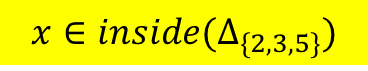 x ∈ inside(Δ{2,3,5})